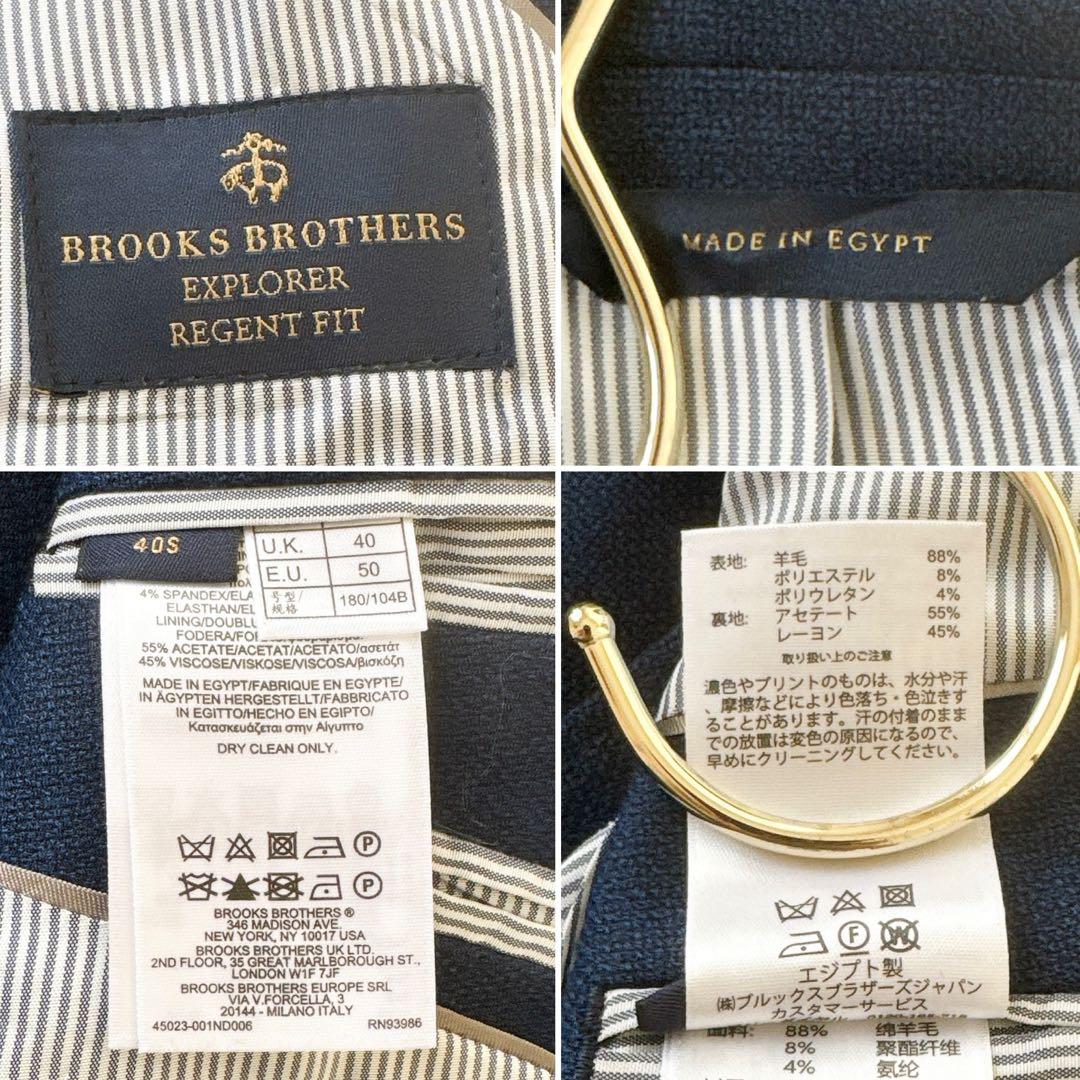 BROOKS BROTHERS
EXPLORER
REGENT FIT
MADE IN EGYPT
40S
U.K. 40
E.U. 50
号型/规格 180/104B
4% SPANDEX/ELA
ELASTHAN/EL
LINING/DOUBLU
FODERA/FO
55% ACETATE/ACETAT/ACETATO/ασετάτ
45% VISCOSE/VISKOSE/VISCOSA/βισκόζη
MADE IN EGYPT/FABRIQUE EN EGYPTE/
IN ÄGYPTEN HERGESTELLT/FABBRICATO
IN EGITTO/HECHO EN EGIPTO/
Κατασκευάζεται στην Αίγυπτο
DRY CLEAN ONLY.
P
P
BROOKS BROTHERS ®
346 MADISON AVE.
NEW YORK, NY 10017 USA
BROOKS BROTHERS UK LTD.
2ND FLOOR, 35 GREAT MARLBOROUGH ST.,
LONDON W1F 7JF
BROOKS BROTHERS EUROPE SRL
VIA V.FORCELLA, 3
20144 - MILANO ITALY
45023-001ND006 RN93986
表地: 羊毛 88%
ポリエステル 8%
ポリウレタン 4%
裏地: アセテート 55%
レーヨン 45%
取り扱い上のご注意
濃色やプリントのものは、水分や汗
、摩擦などにより色落ち・色泣きす
ることがあります。汗の付着のまま
での放置は変色の原因になるので、
早めにクリーニングしてください。
F W
エジプト製
㈱ブルックスブラザーズジャパン
カスタマーサービス
面料: 88% 绵羊毛
8% 聚酯纤维
4% 氨纶